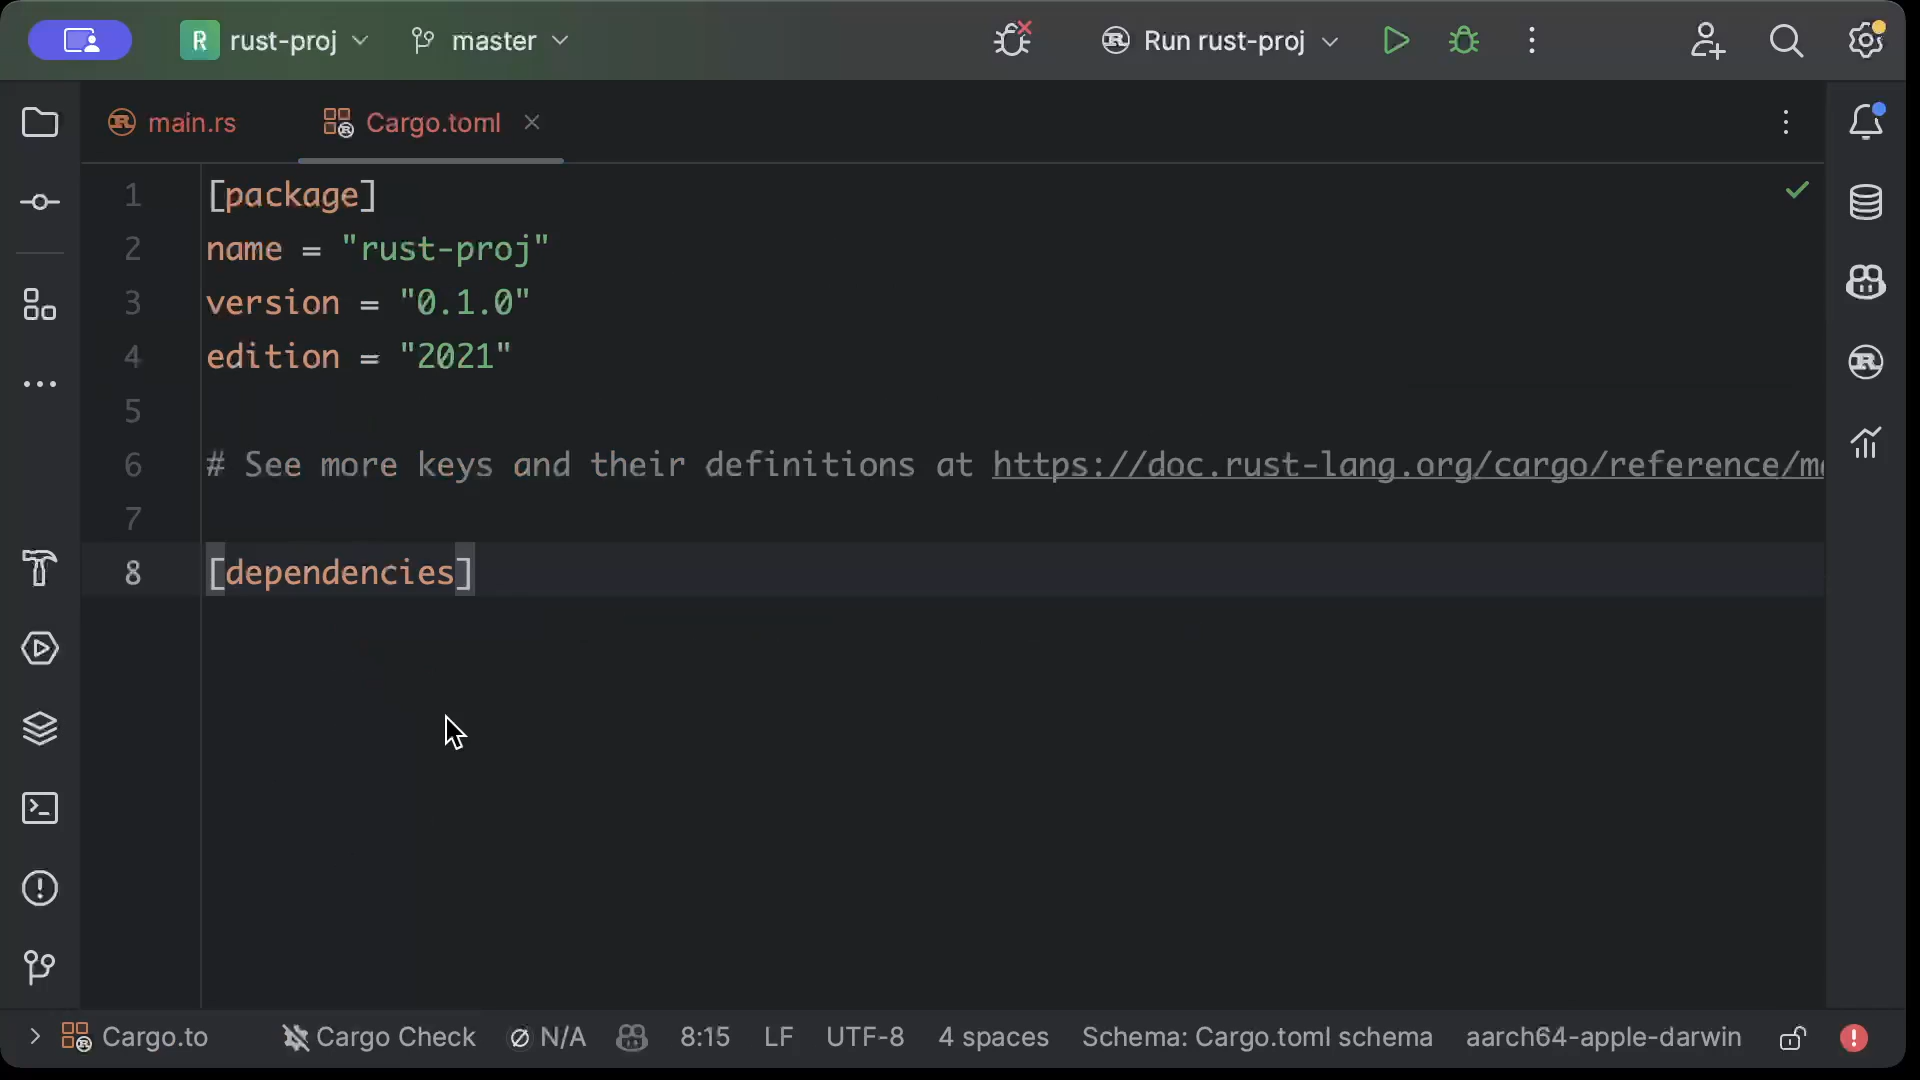 R rust-proj master Run rust-proj
main.rs Cargo.toml
1 [package]
2 name = "rust-proj"
3 version = "0.1.0"
4 edition = "2021"
5
6 # See more keys and their definitions at https://doc.rust-lang.org/cargo/reference/m
7
8 [dependencies]
Cargo.to Cargo Check N/A 8:15 LF UTF-8 4 spaces Schema: Cargo.toml schema aarch64-apple-darwin